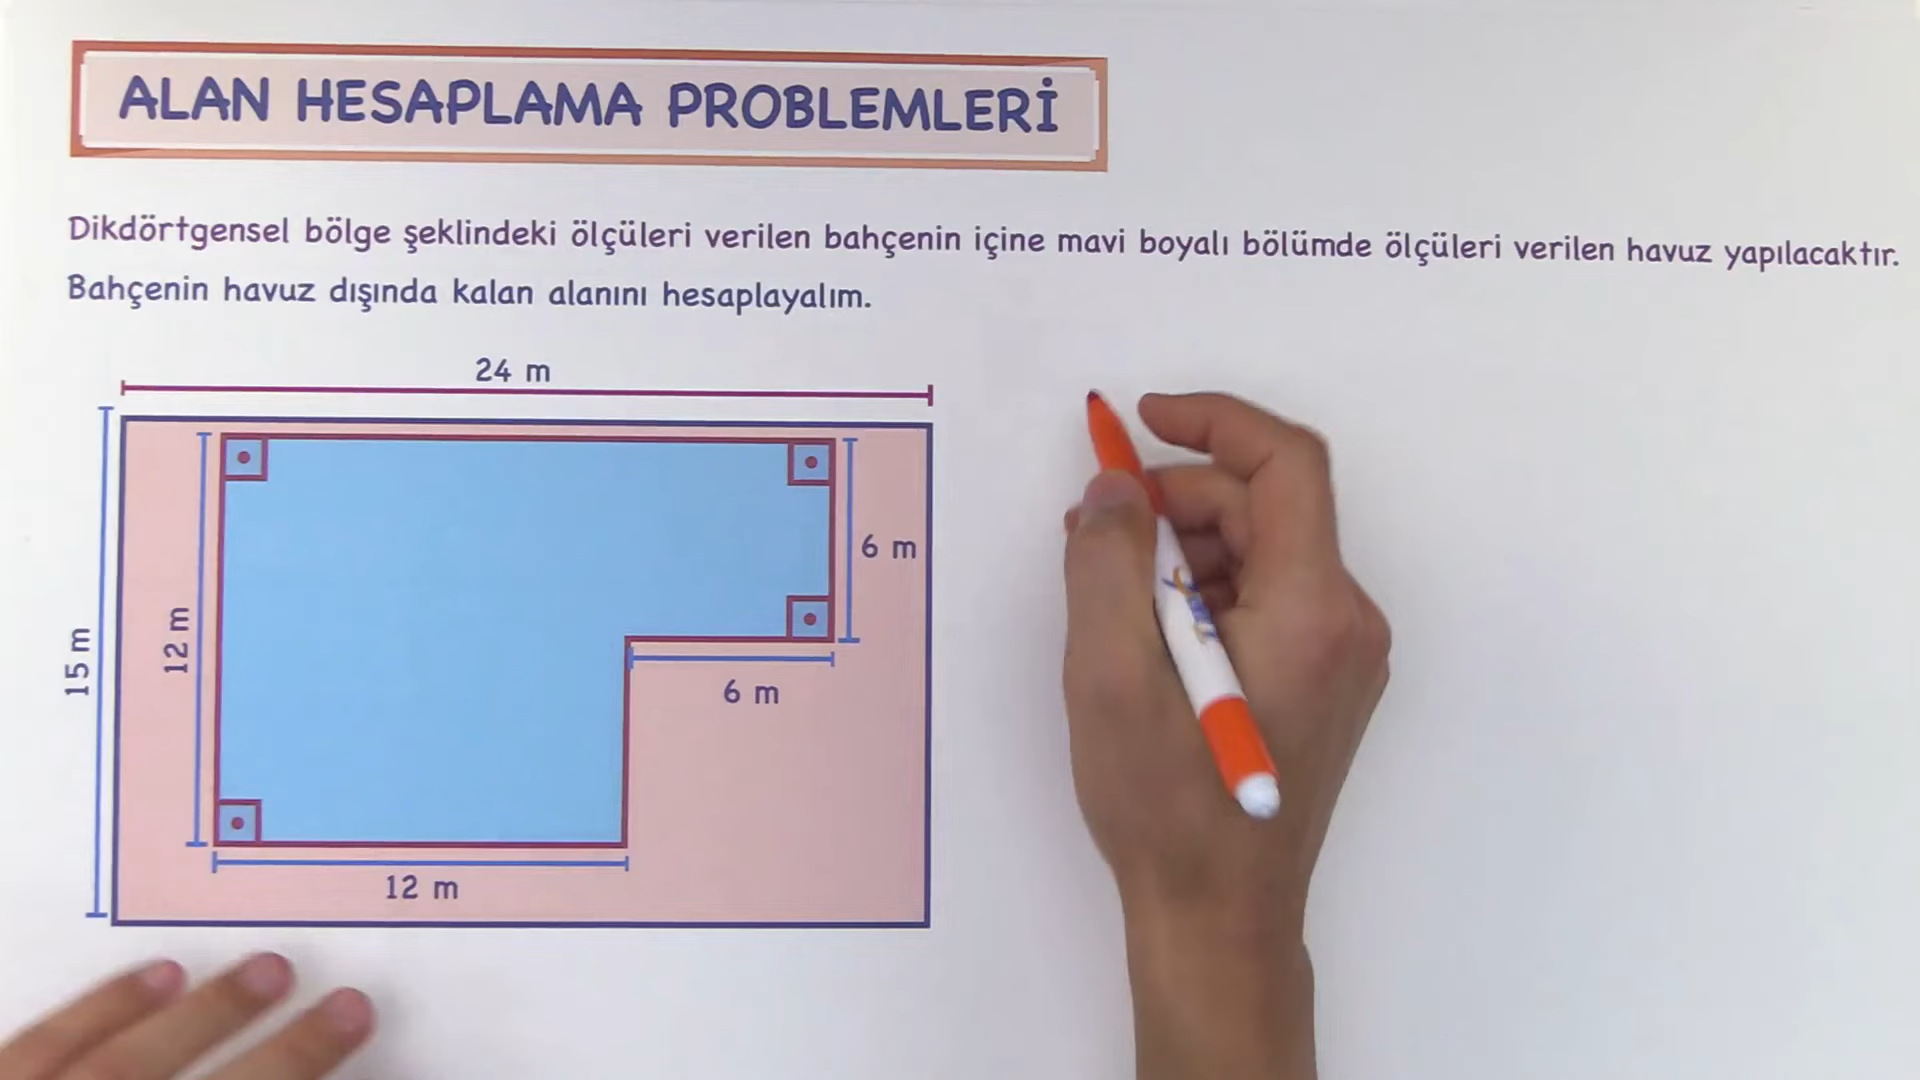 ALAN HESAPLAMA PROBLEMLERİ
Dikdörtgensel bölge şeklindeki ölçüleri verilen bahçenin içine mavi boyalı bölümde ölçüleri verilen havuz yapılacaktır.
Bahçenin havuz dışında kalan alanını hesaplayalım.
24 m
6 m
12 m
15 m
6 m
12 m